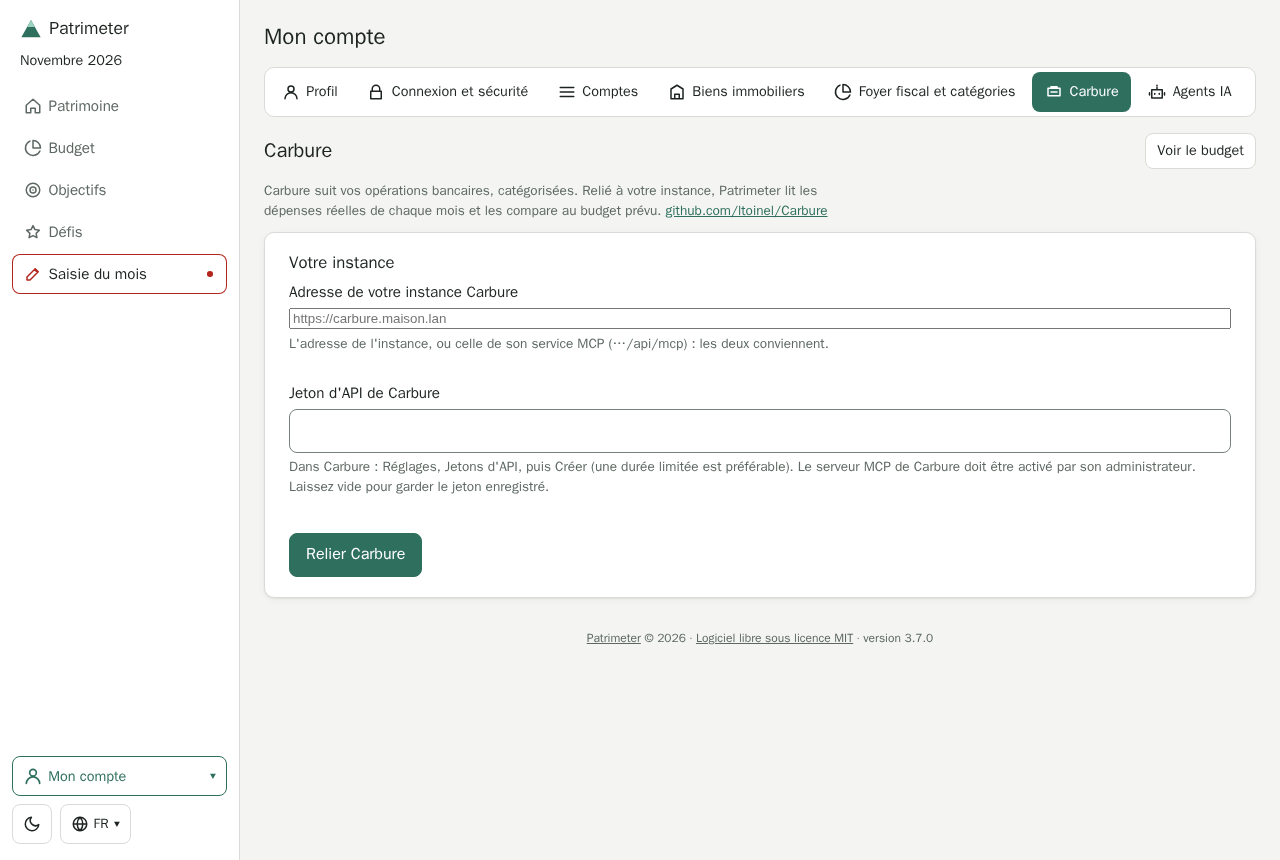 Patrimeter
Novembre 2026
Patrimoine
Budget
Objectifs
Défis
Saisie du mois
Mon compte ▾
FR ▾
Mon compte
Profil
Connexion et sécurité
Comptes
Biens immobiliers
Foyer fiscal et catégories
Carbure
Agents IA
Carbure
Voir le budget
Carbure suit vos opérations bancaires, catégorisées. Relié à votre instance, Patrimeter lit les
dépenses réelles de chaque mois et les compare au budget prévu. github.com/ltoinel/Carbure
Votre instance
Adresse de votre instance Carbure
https://carbure.maison.lan
L'adresse de l'instance, ou celle de son service MCP (…/api/mcp) : les deux conviennent.
Jeton d'API de Carbure
Dans Carbure : Réglages, Jetons d'API, puis Créer (une durée limitée est préférable). Le serveur MCP de Carbure doit être activé par son administrateur.
Laissez vide pour garder le jeton enregistré.
Relier Carbure
Patrimeter © 2026 · Logiciel libre sous licence MIT · version 3.7.0